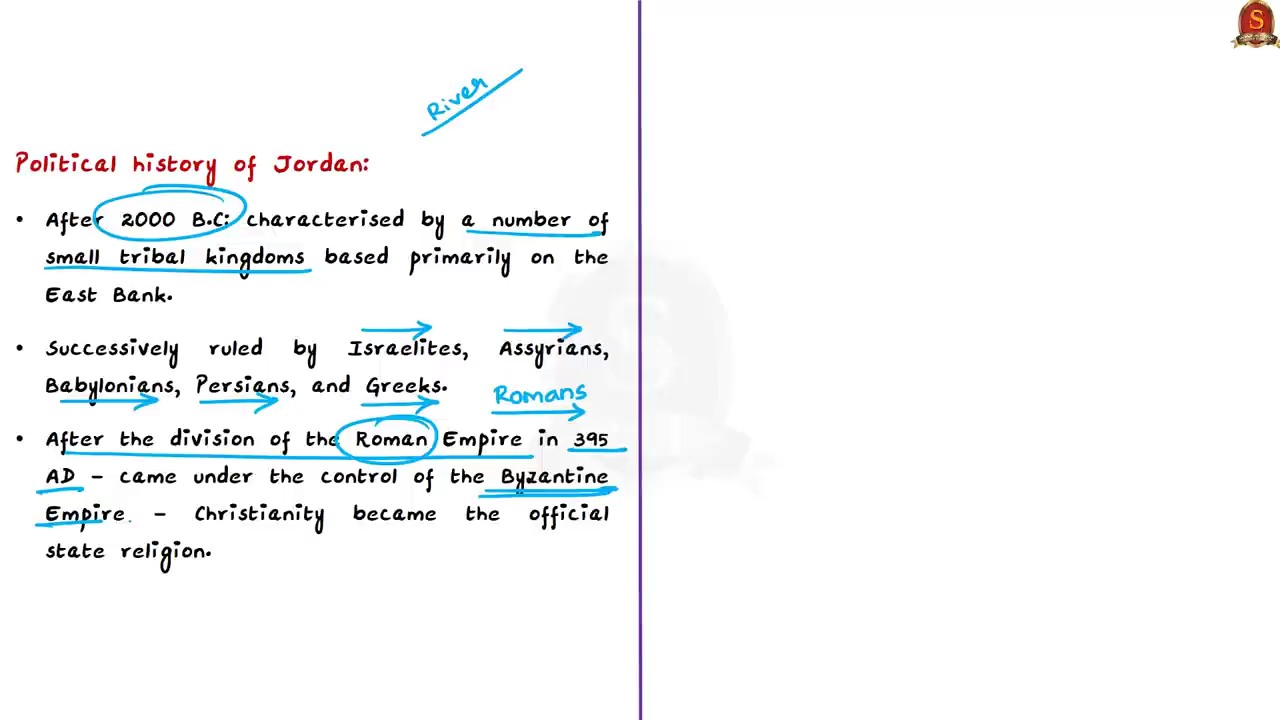 River
Political history of Jordan:
• After 2000 B.C: characterised by a number of
small tribal kingdoms based primarily on the
East Bank.
• Successively ruled by Israelites, Assyrians,
Babylonians, Persians, and Greeks.
Romans
• After the division of the Roman Empire in 395
AD – came under the control of the Byzantine
Empire – Christianity became the official
state religion.
S
S